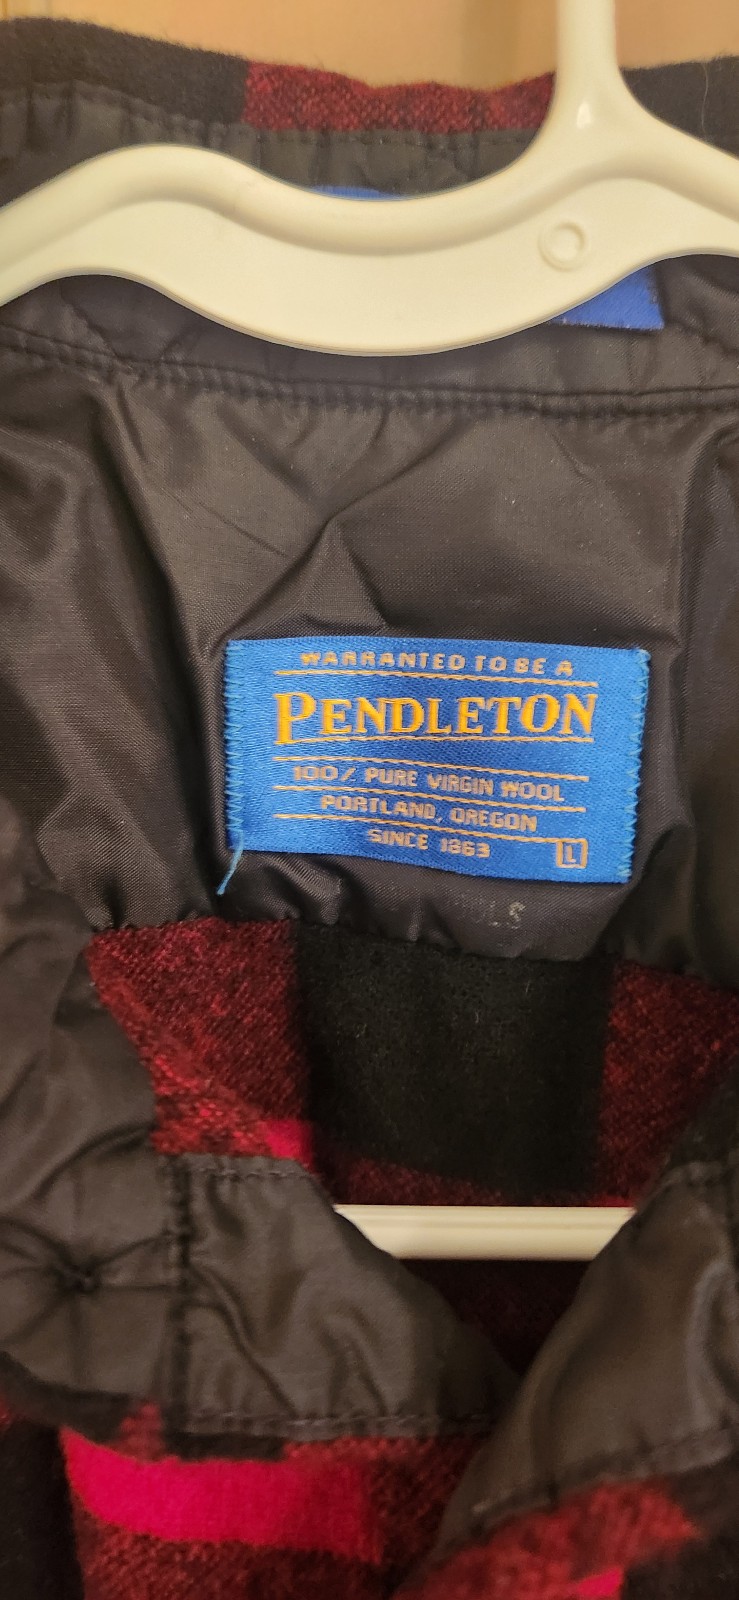 WARRANTED TO BE A
PENDLETON
100% PURE VIRGIN WOOL
PORTLAND, OREGON
SINCE 1863
L